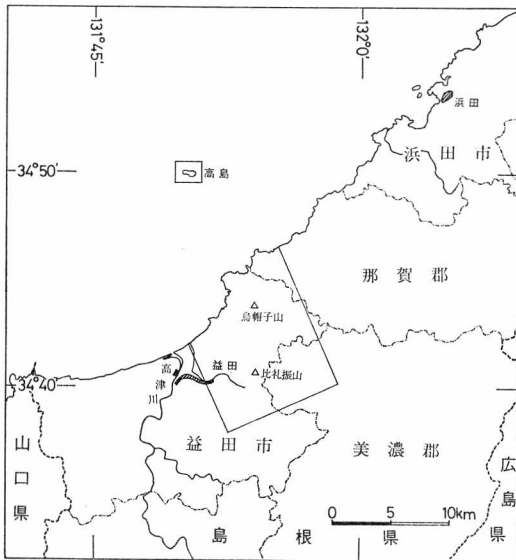 131°45′
132°0′
浜田
浜田市
34°50′
高島
那賀郡
烏帽子山
高津川
益田
比礼振山
34°40′
益田市
美濃郡
山口県
広島県
島根県
0 5 10km